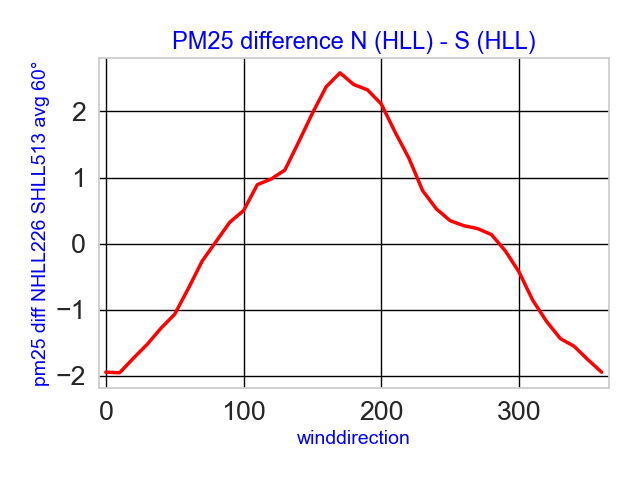 PM25 difference N (HLL) - S (HLL)
pm25 diff NHLL226 SHLL513 avg 60°
2
1
0
−1
−2
0 100 200 300
winddirection